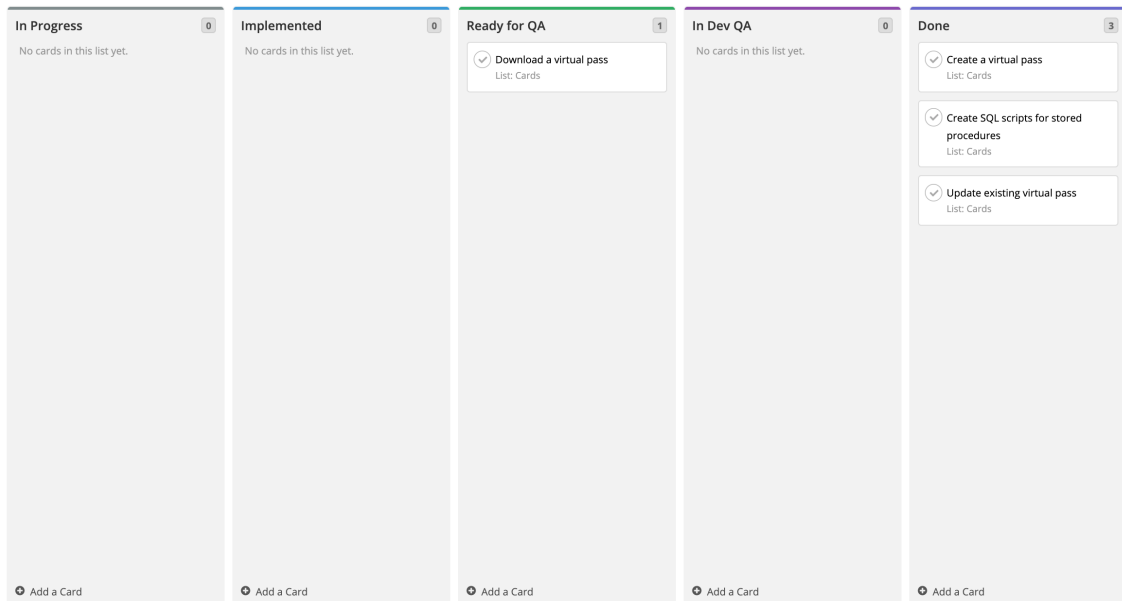 In Progress
0
No cards in this list yet.
Add a Card
Implemented
0
No cards in this list yet.
Add a Card
Ready for QA
1
Download a virtual pass
List: Cards
Add a Card
In Dev QA
0
No cards in this list yet.
Add a Card
Done
3
Create a virtual pass
List: Cards
Create SQL scripts for stored
procedures
List: Cards
Update existing virtual pass
List: Cards
Add a Card